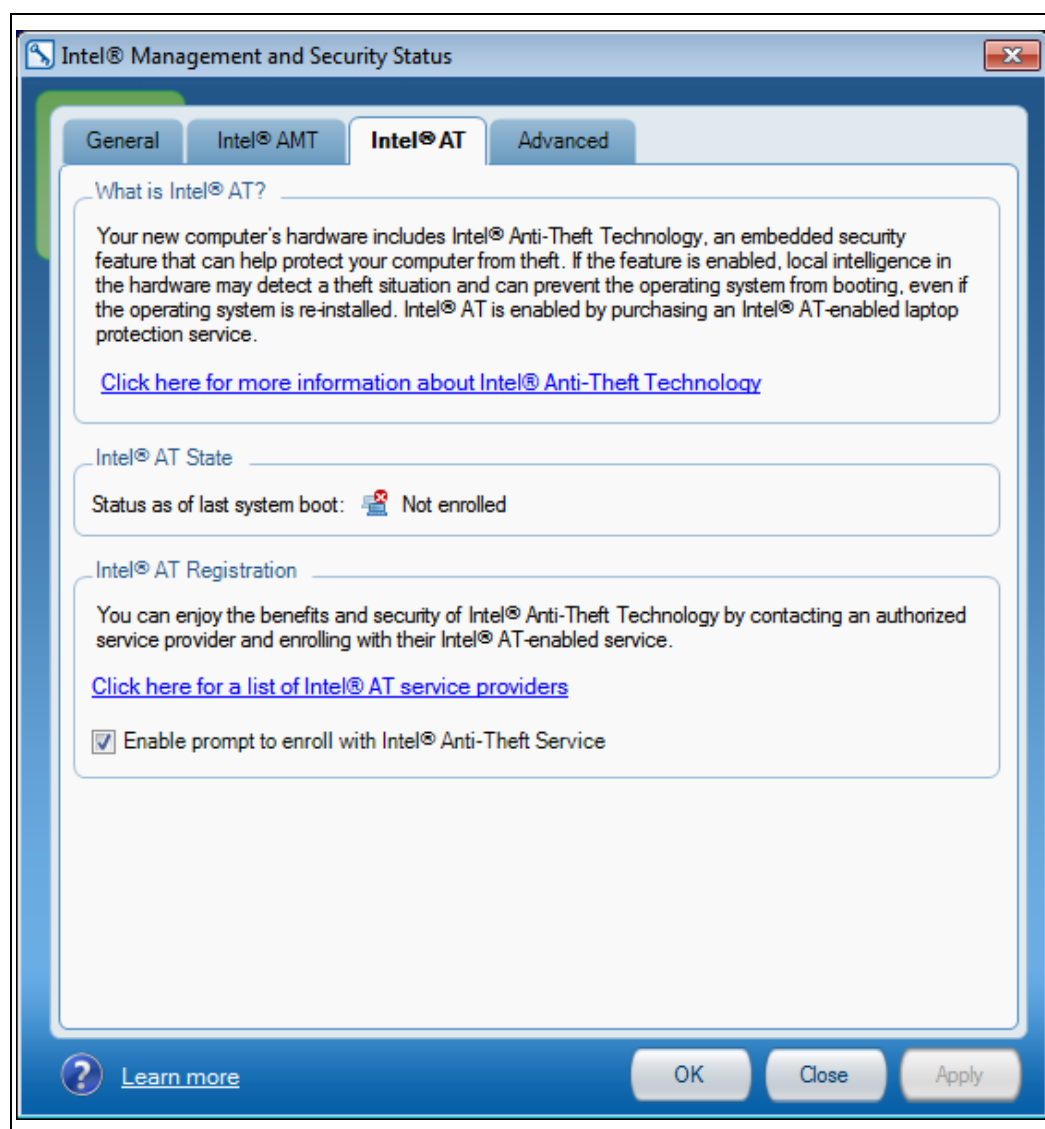 Intel® Management and Security Status
General Intel® AMT Intel® AT Advanced
What is Intel® AT?
Your new computer's hardware includes Intel® Anti-Theft Technology, an embedded security
feature that can help protect your computer from theft. If the feature is enabled, local intelligence in
the hardware may detect a theft situation and can prevent the operating system from booting, even if
the operating system is re-installed. Intel® AT is enabled by purchasing an Intel® AT-enabled laptop
protection service.
Click here for more information about Intel® Anti-Theft Technology
Intel® AT State
Status as of last system boot: Not enrolled
Intel® AT Registration
You can enjoy the benefits and security of Intel® Anti-Theft Technology by contacting an authorized
service provider and enrolling with their Intel® AT-enabled service.
Click here for a list of Intel® AT service providers
Enable prompt to enroll with Intel® Anti-Theft Service
? Learn more OK Close Apply